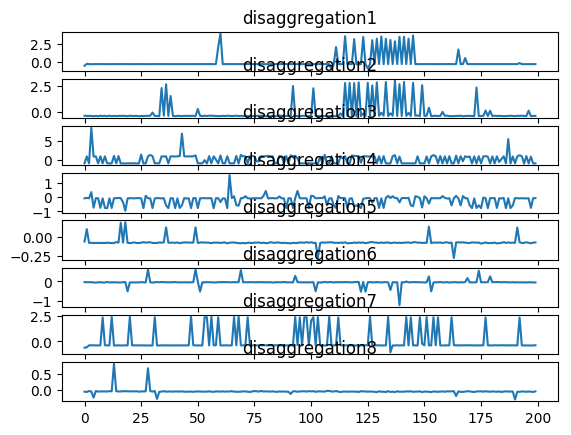 disaggregation1
2.5
0.0
disaggregation2
2.5
0.0
disaggregation3
5
0
disaggregation4
1
0
−1
disaggregation5
0.00
−0.25
disaggregation6
0
−1
disaggregation7
2.5
0.0
disaggregation8
0.5
0.0
0 25 50 75 100 125 150 175 200